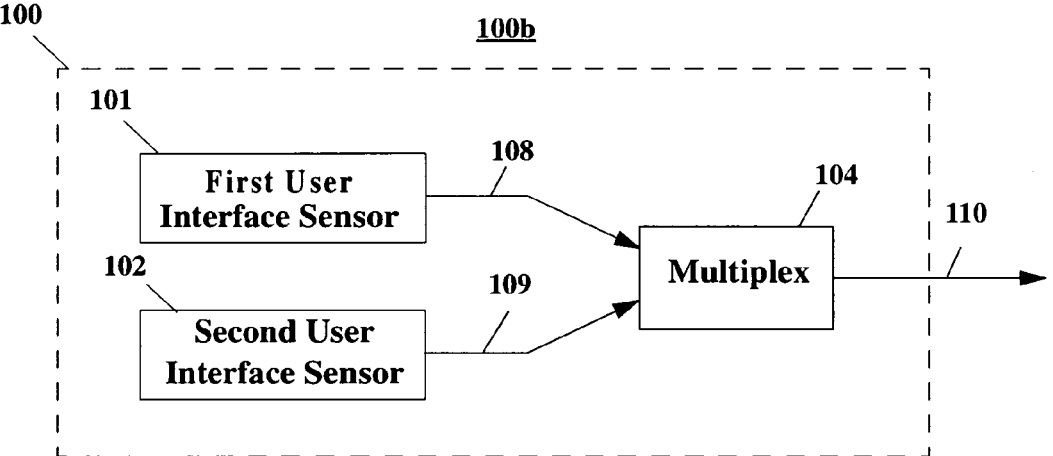 100
100b
101
First User
Interface Sensor
108
104
Multiplex
110
102
Second User
Interface Sensor
109